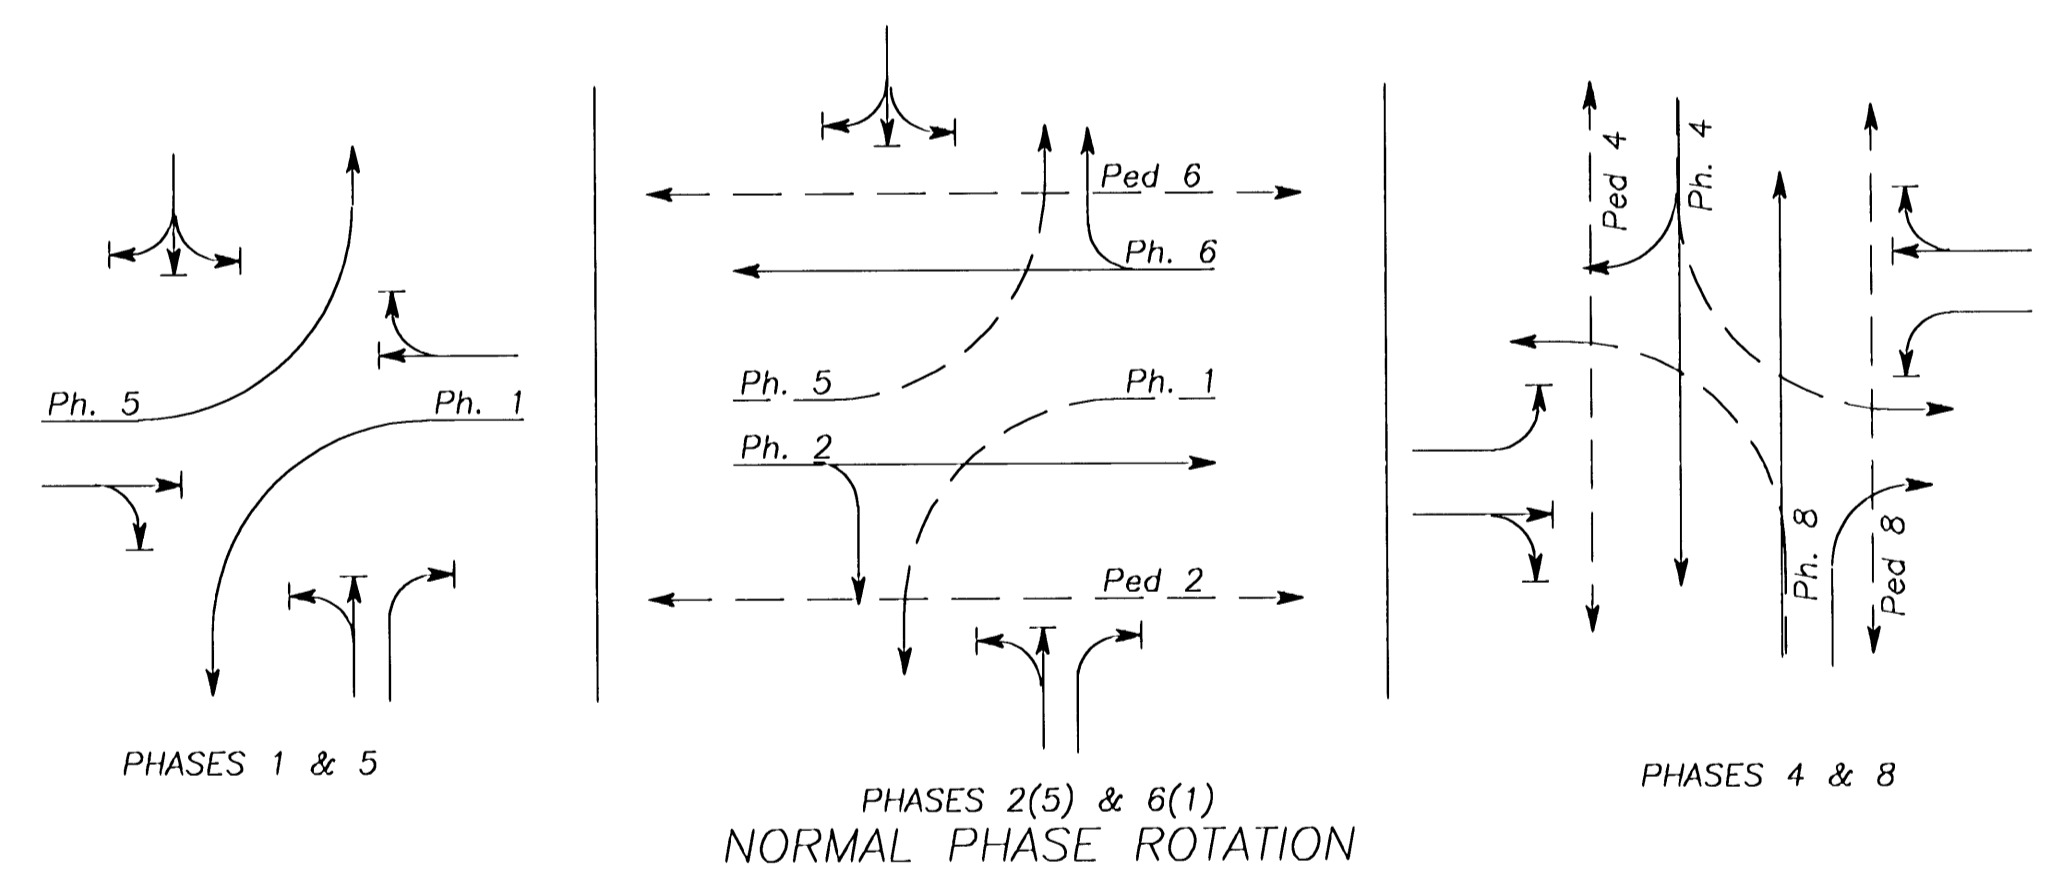 Ph. 5
Ph. 1
PHASES 1 & 5
Ped 6
Ph. 6
Ph. 5
Ph. 1
Ph. 2
Ped 2
PHASES 2(5) & 6(1)
Ped 4
Ph. 4
Ph. 8
Ped 8
PHASES 4 & 8
NORMAL PHASE ROTATION